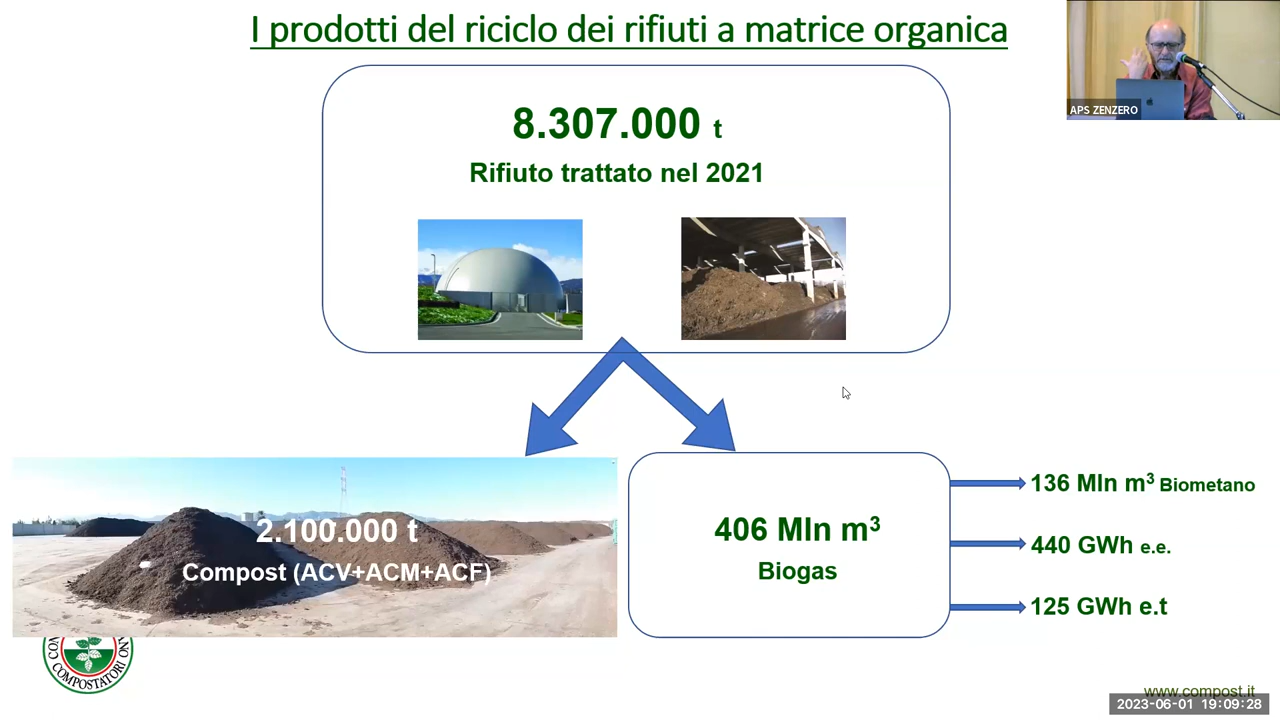 I prodotti del riciclo dei rifiuti a matrice organica
APS ZENZERO
8.307.000 t
Rifiuto trattato nel 2021
2.100.000 t
Compost (ACV+ACM+ACF)
406 Mln m³
Biogas
136 Mln m³ Biometano
440 GWh e.e.
125 GWh e.t
COMPOSTATORI
www.compost.it
2023-06-01 19:09:28